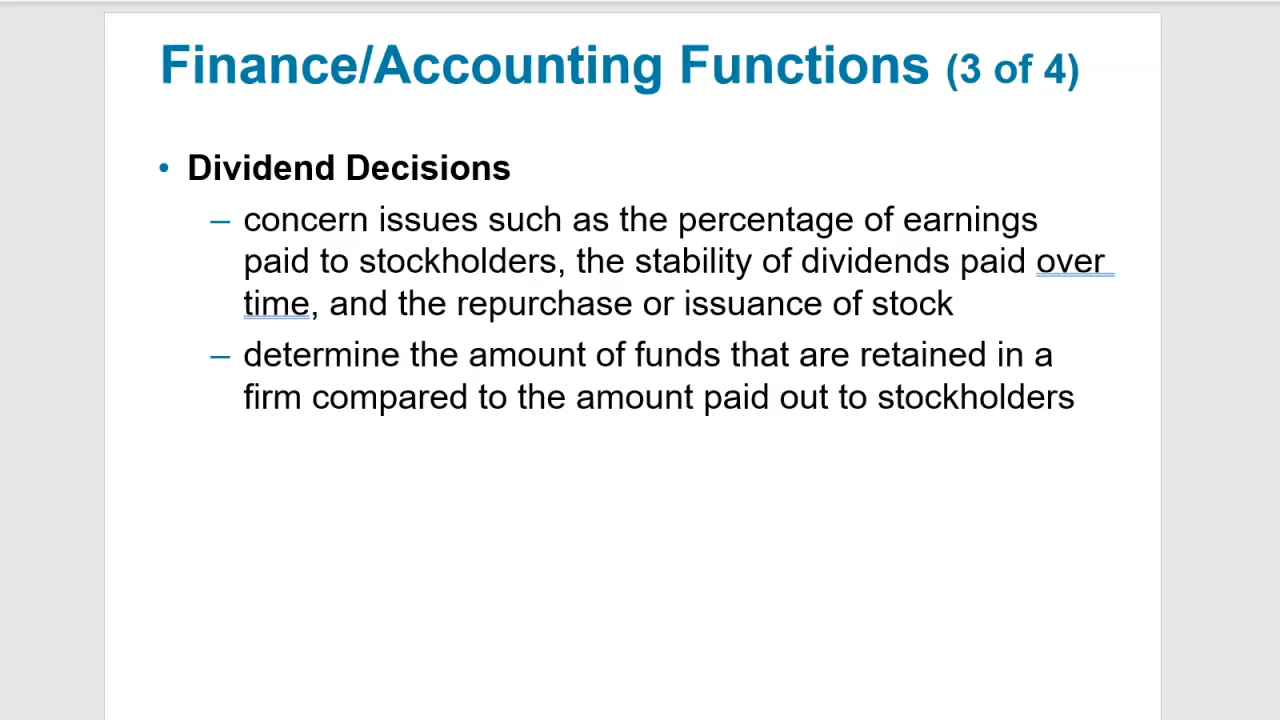 Finance/Accounting Functions (3 of 4)
• Dividend Decisions
– concern issues such as the percentage of earnings
paid to stockholders, the stability of dividends paid over
time, and the repurchase or issuance of stock
– determine the amount of funds that are retained in a
firm compared to the amount paid out to stockholders